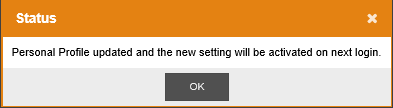 Status
Personal Profile updated and the new setting will be activated on next login.
OK